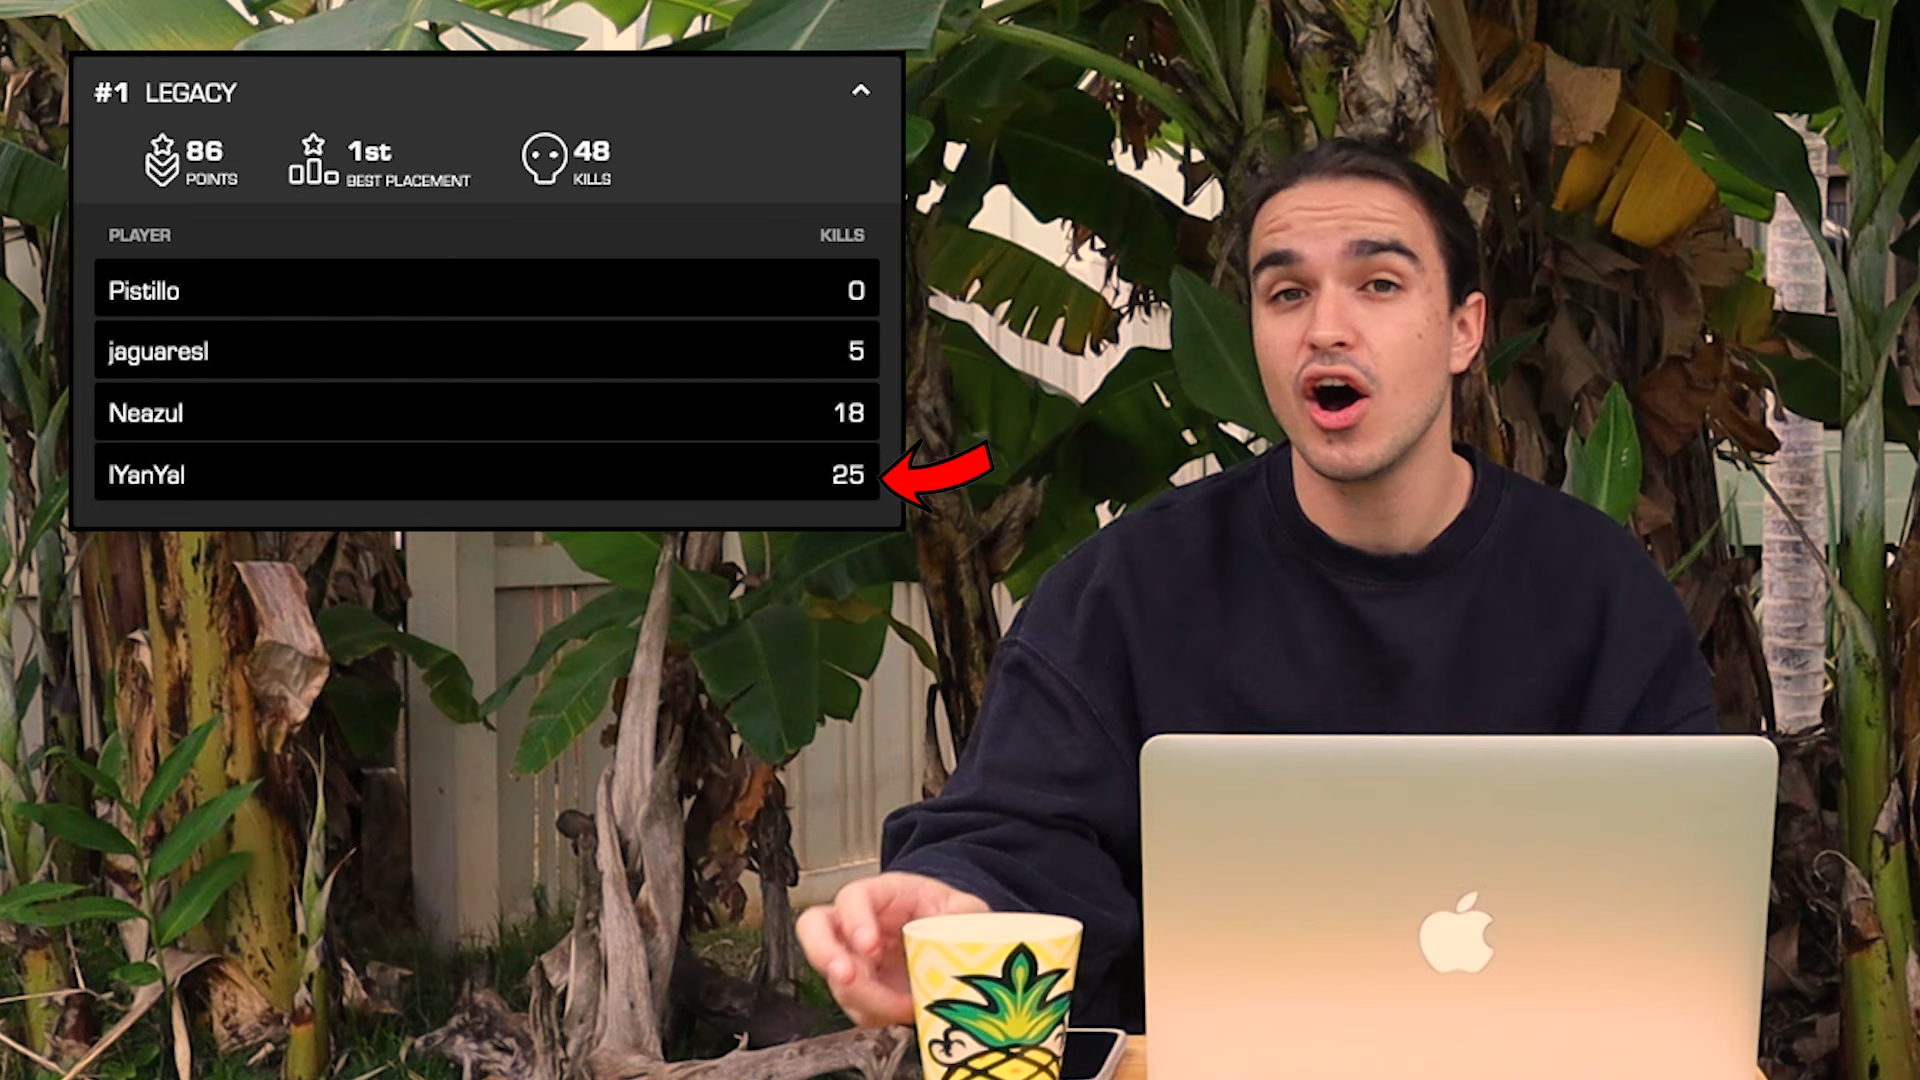 #1 LEGACY
86 POINTS
1st BEST PLACEMENT
48 KILLS
PLAYER KILLS
Pistillo 0
jaguaresl 5
Neazul 18
lYanYal 25